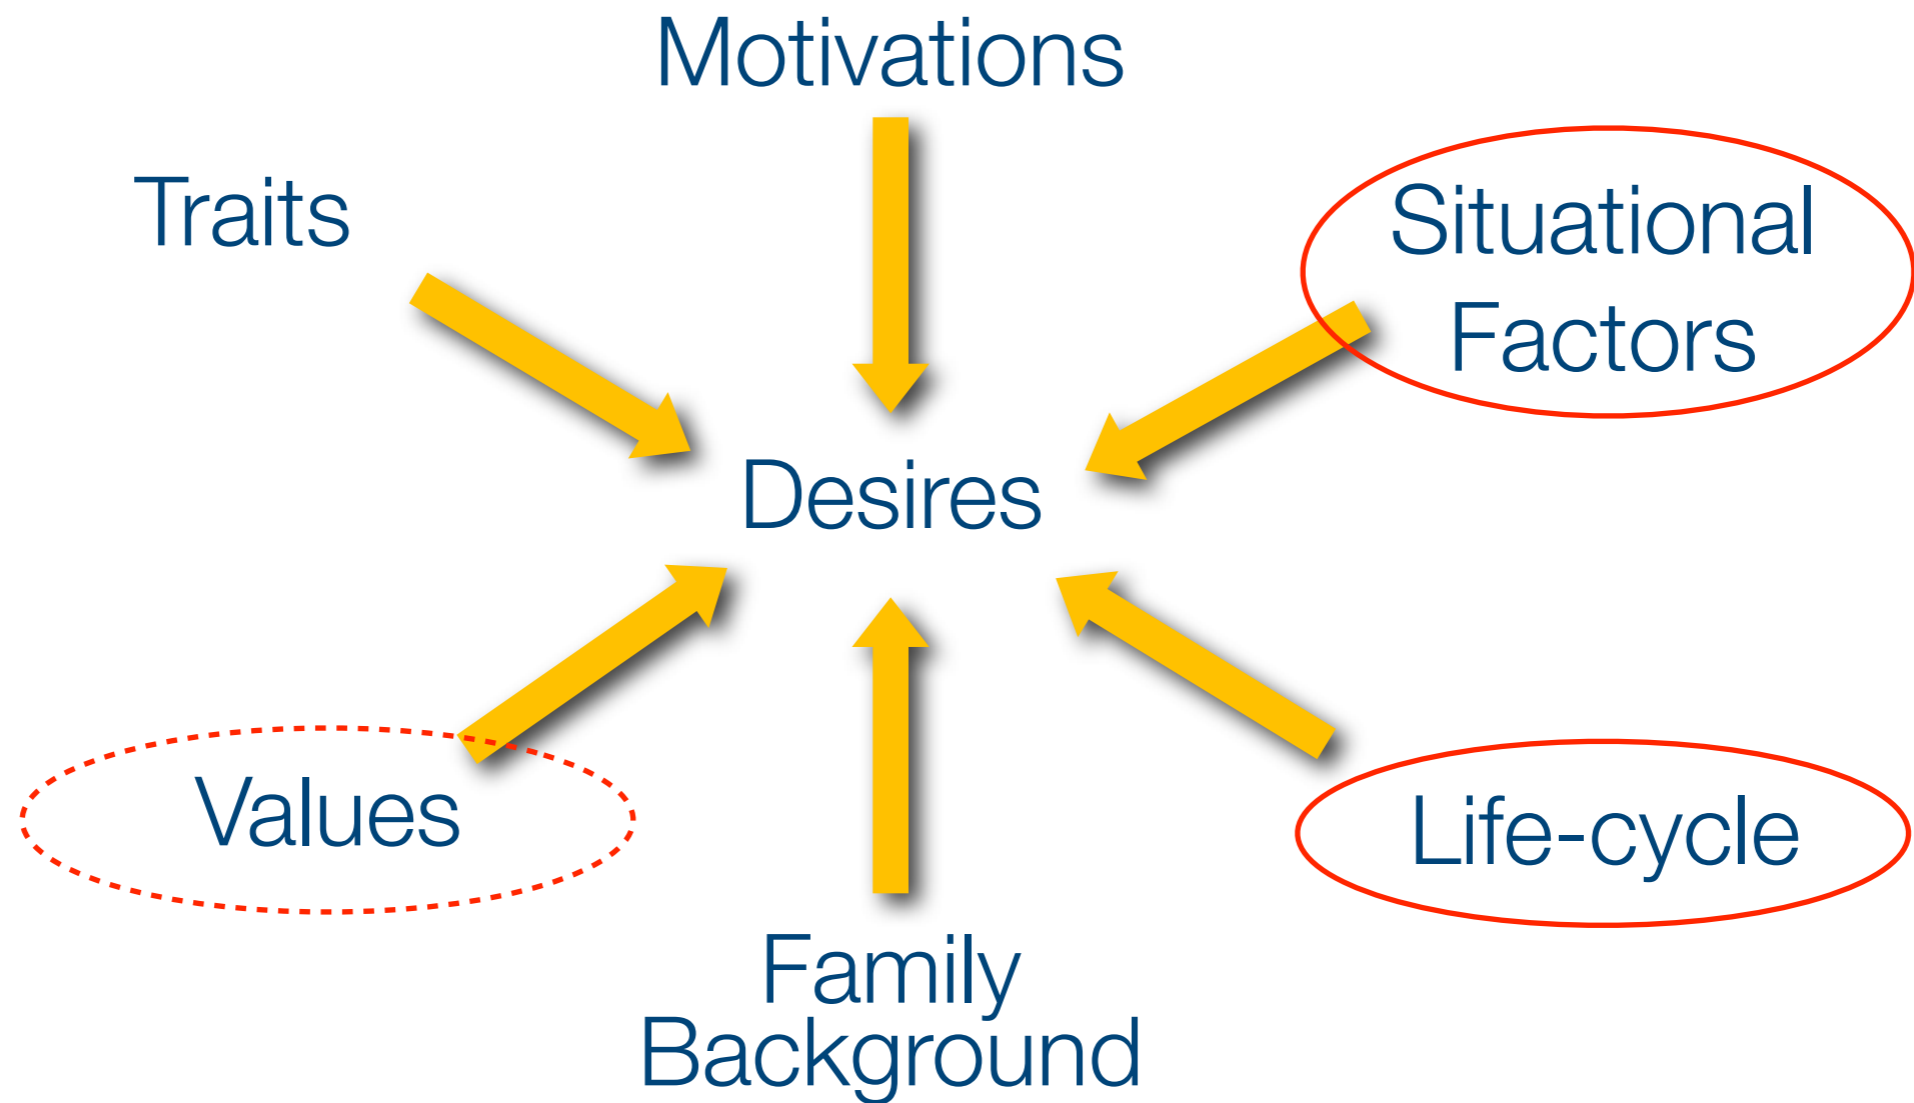 Motivations
Traits
Situational
Factors
Desires
Values
Life-cycle
Family
Background